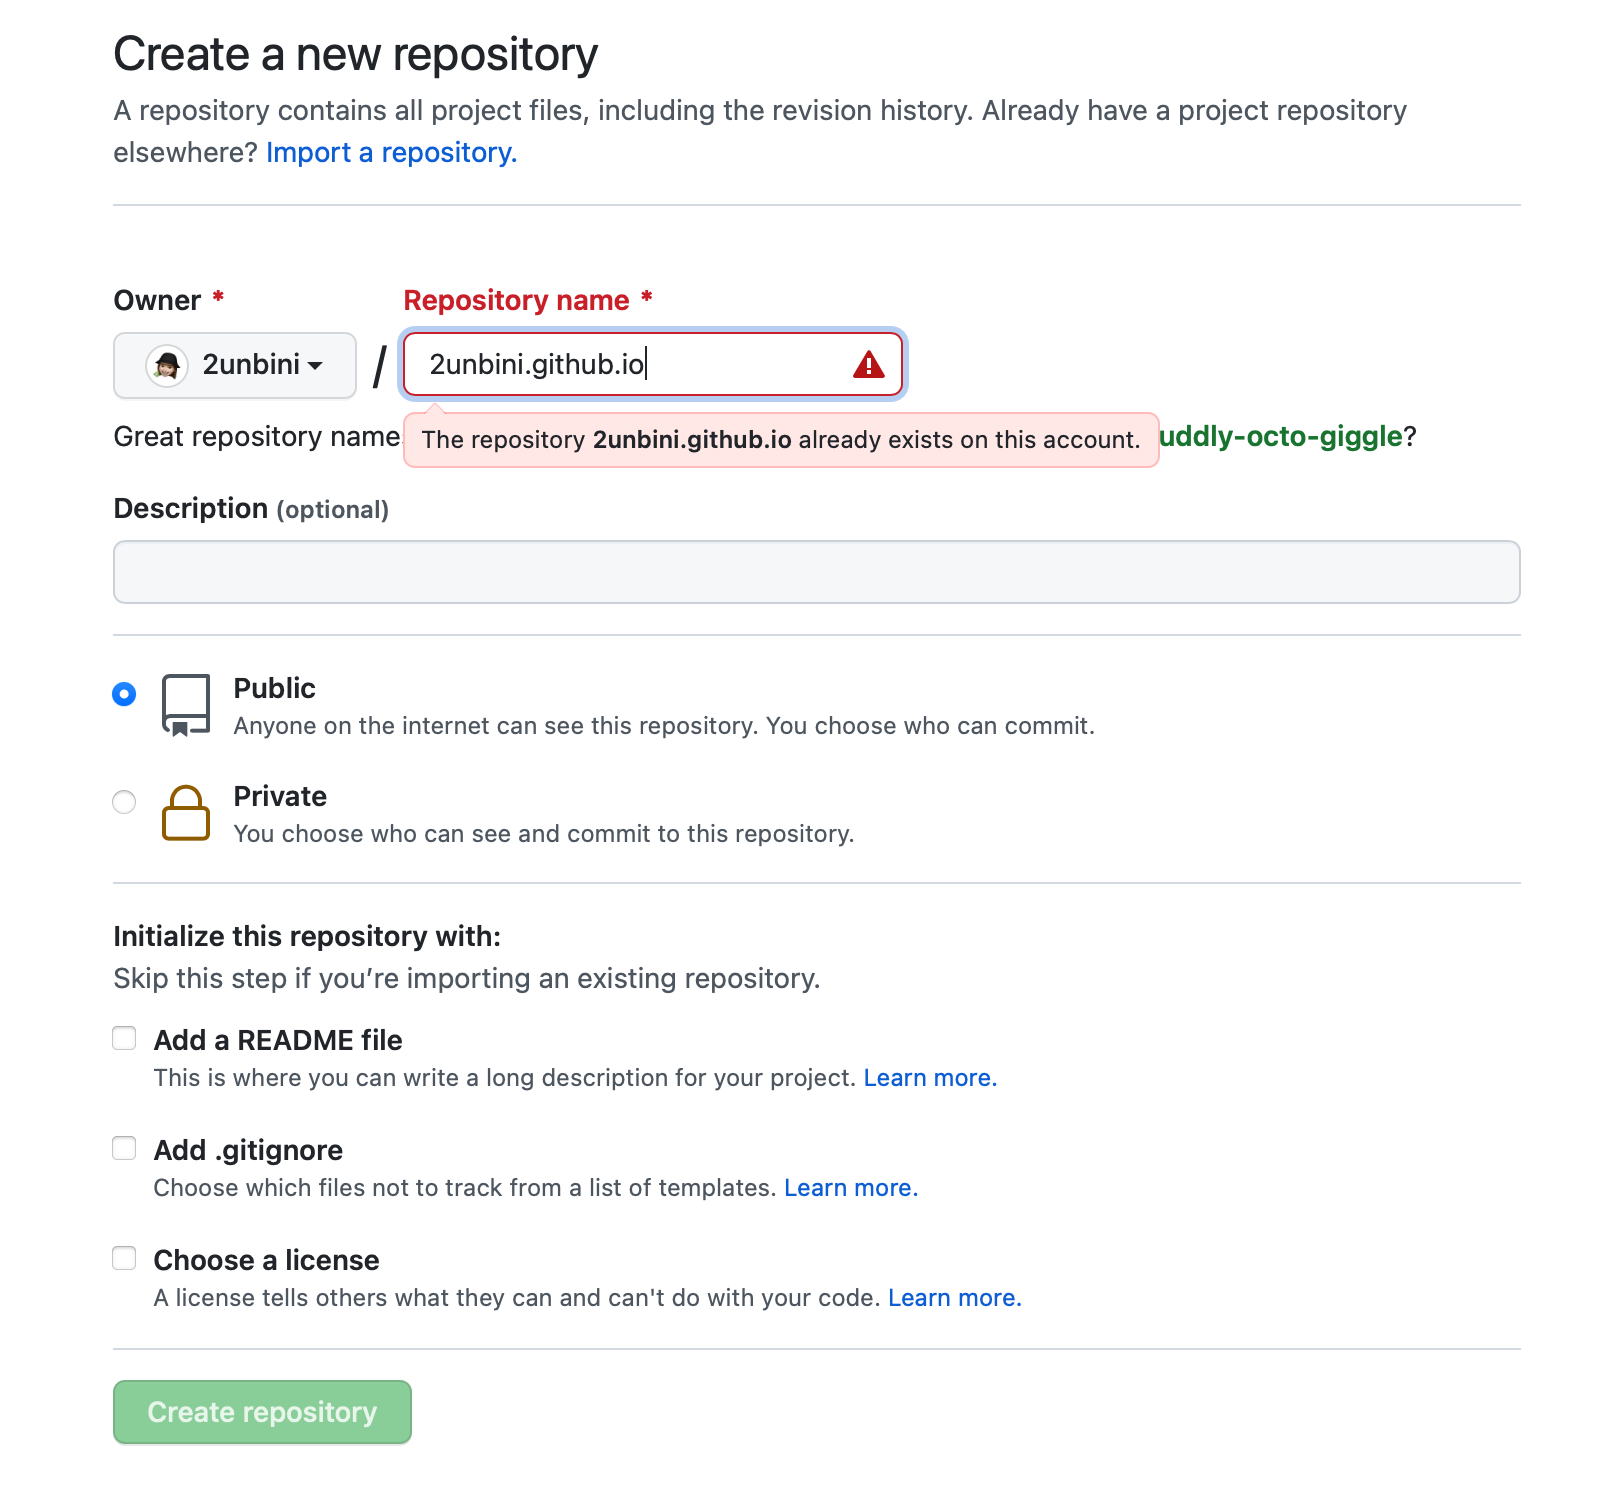 Create a new repository
A repository contains all project files, including the revision history. Already have a project repository
elsewhere? Import a repository.
Owner *
Repository name *
2unbini
/
2unbini.github.io
Great repository name
The repository 2unbini.github.io already exists on this account.
uddly-octo-giggle?
Description (optional)
Public
Anyone on the internet can see this repository. You choose who can commit.
Private
You choose who can see and commit to this repository.
Initialize this repository with:
Skip this step if you’re importing an existing repository.
Add a README file
This is where you can write a long description for your project. Learn more.
Add .gitignore
Choose which files not to track from a list of templates. Learn more.
Choose a license
A license tells others what they can and can't do with your code. Learn more.
Create repository